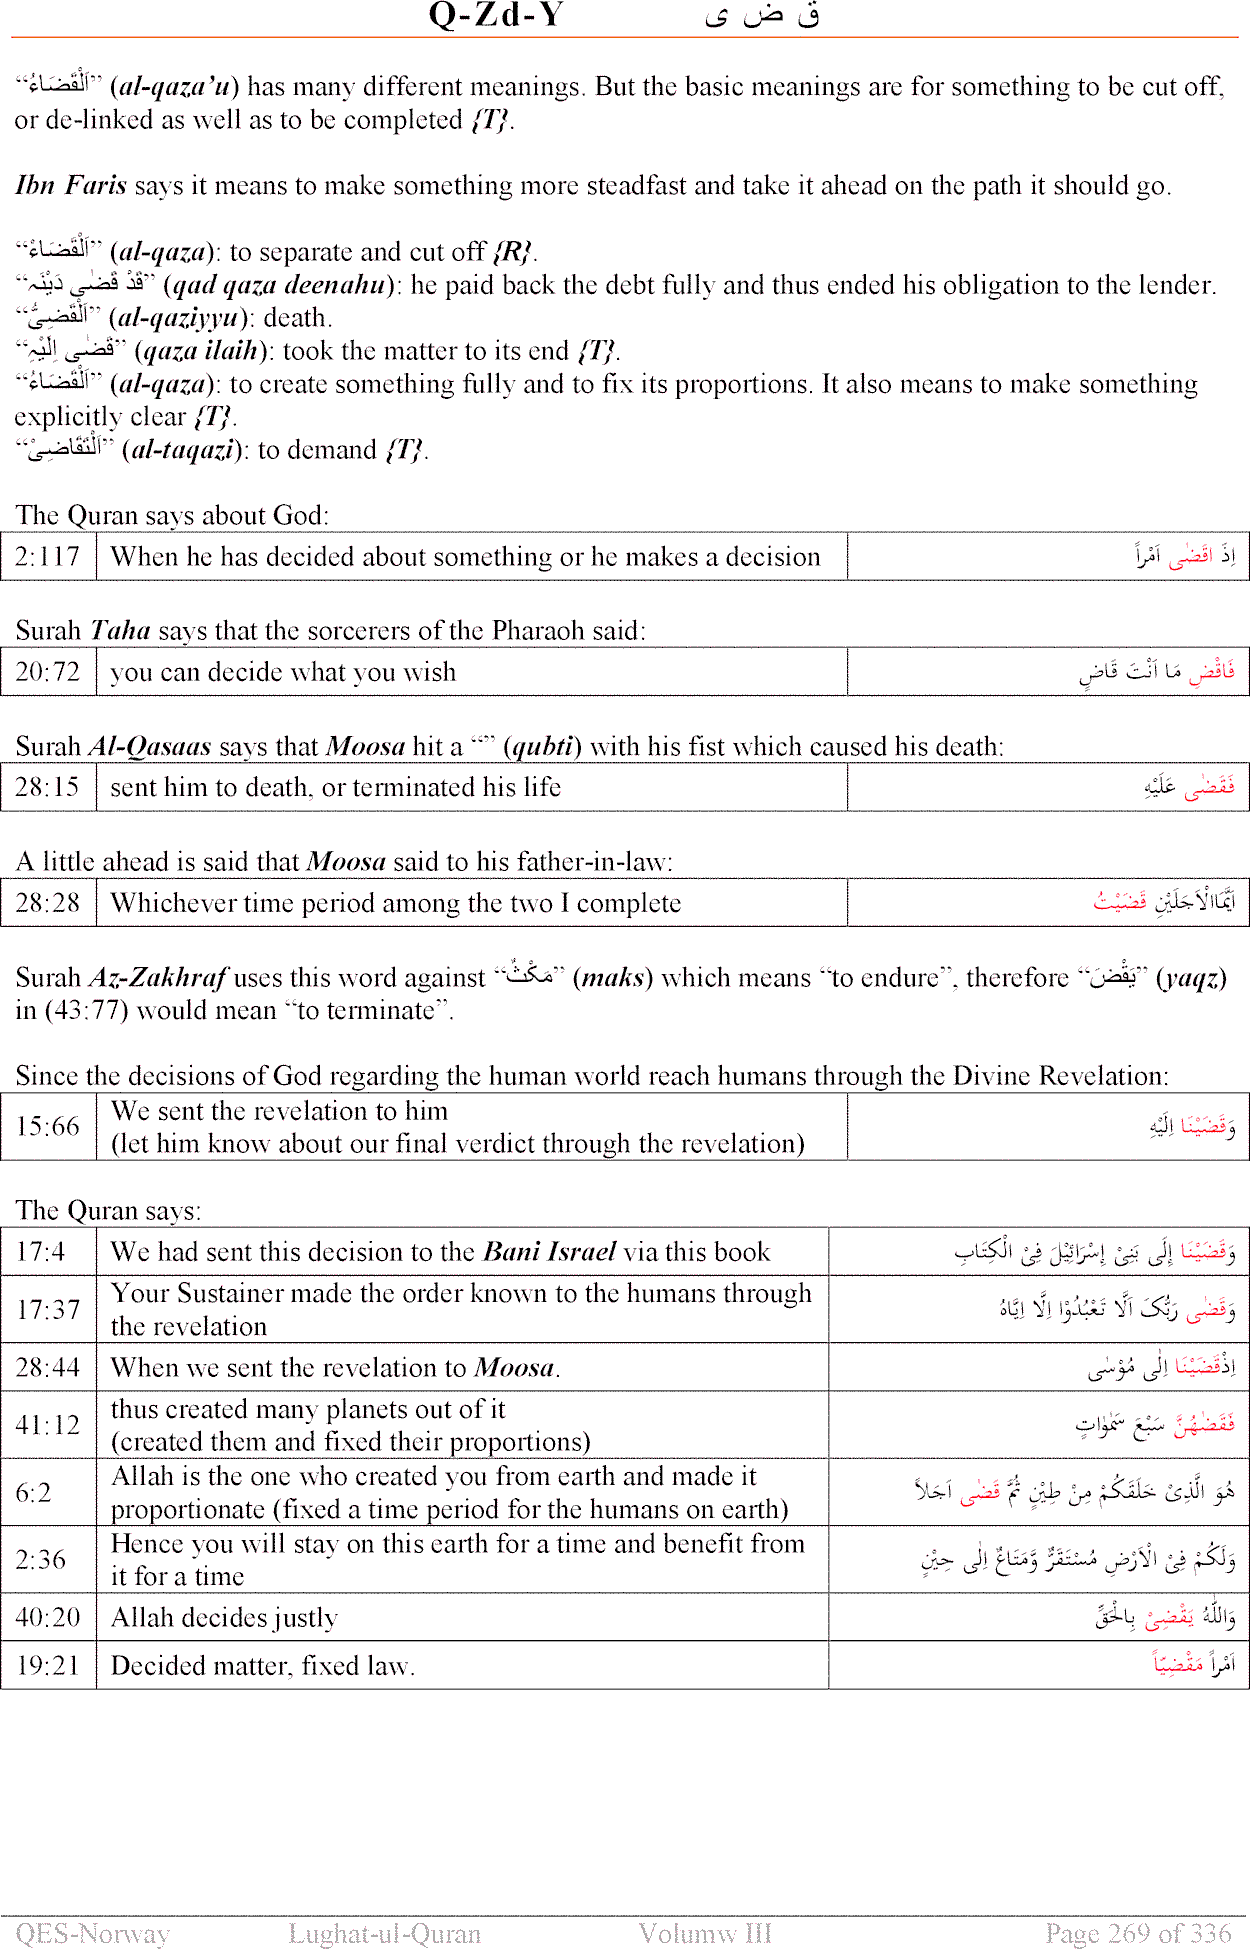 Q-Zd-Y ق ض ی
“اَلْقَضَاءُ” (al-qaza’u) has many different meanings. But the basic meanings are for something to be cut off,
or de-linked as well as to be completed {T}.
Ibn Faris says it means to make something more steadfast and take it ahead on the path it should go.
“اَلْقَضَاءُ” (al-qaza): to separate and cut off {R}.
“قَدْ قَضٰی دَیْنَہ” (qad qaza deenahu): he paid back the debt fully and thus ended his obligation to the lender.
“اَلْقَضِیُّ” (al-qaziyyu): death.
“قَضٰی اِلَیْہِ” (qaza ilaih): took the matter to its end {T}.
“اَلْقَضَاءُ” (al-qaza): to create something fully and to fix its proportions. It also means to make something
explicitly clear {T}.
“اَلْتَقَاضِیْ” (al-taqazi): to demand {T}.
The Quran says about God:
2:117 When he has decided about something or he makes a decision اِذَ اقَضٰی اَمْراً
Surah Taha says that the sorcerers of the Pharaoh said:
20:72 you can decide what you wish فَاقْضِ مَا اَنْتَ قَاضٍ
Surah Al-Qasaas says that Moosa hit a “” (qubti) with his fist which caused his death:
28:15 sent him to death, or terminated his life فَقَضٰی عَلَیْہِ
A little ahead is said that Moosa said to his father-in-law:
28:28 Whichever time period among the two I complete اَیَّمَاالْاَجَلَیْنِ قَضَیْتُ
Surah Az-Zakhraf uses this word against “مَکْثٌ” (maks) which means “to endure”, therefore “یَقْضَ” (yaqz)
in (43:77) would mean “to terminate”.
Since the decisions of God regarding the human world reach humans through the Divine Revelation:
15:66 We sent the revelation to him وَقَضَیْنَا اِلَیْہِ
(let him know about our final verdict through the revelation)
The Quran says:
17:4 We had sent this decision to the Bani Israel via this book وَقَضَیْنَا إِلَی بَنِیْ إِسْرَائِیْلَ فِیْ الْکِتَابِ
17:37 Your Sustainer made the order known to the humans through وَقَضٰی رَبُّکَ اَلَّا تَعْبُدُوْا اِلَّا اِیَّاہُ
the revelation
28:44 When we sent the revelation to Moosa. اِذْقَضَیْنَا اِلٰی مُوْسٰی
41:12 thus created many planets out of it فَقَضٰھُنَّ سَبْعَ سَمٰوٰاتٍ
(created them and fixed their proportions)
6:2 Allah is the one who created you from earth and made it ھُوَ الَّذِیْ خَلَقَکُمْ مِنْ طِیْنٍ ثُمَّ قَضٰی اَجَلاً
proportionate (fixed a time period for the humans on earth)
2:36 Hence you will stay on this earth for a time and benefit from وَلَکُمْ فِیْ الْاَرْضِ مُسْتَقَرٌّ وَّمَتَاعٌ اِلٰی حِیْنٍ
it for a time
40:20 Allah decides justly وَاللّٰہُ یَقْضِیْ بِالْحَقِّ
19:21 Decided matter, fixed law. اَمْراً مَقْضِیّاً
QES-Norway Lughat-ul-Quran Volumw III Page 269 of 336